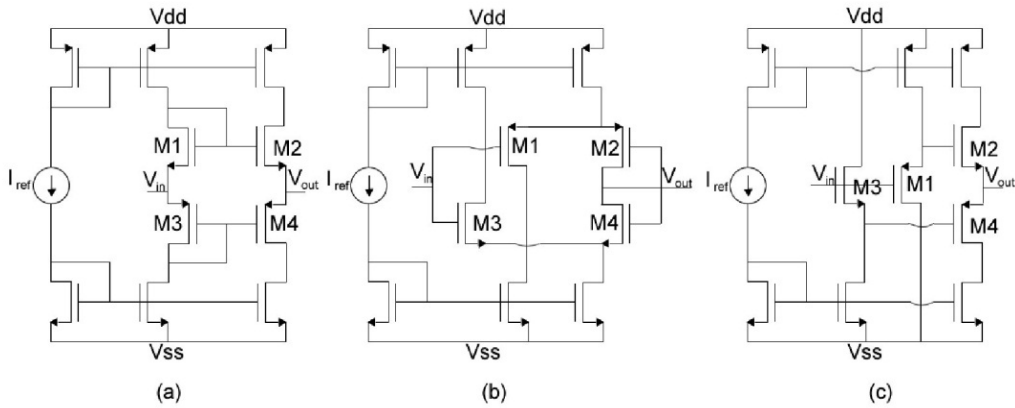 Vdd Vdd Vdd
M1 M2 M1 M2 M2
Iref Vin Vout Iref Vin Vout Iref Vin M3 M1 Vout
M3 M4 M3 M4 M4
Vss Vss Vss
(a) (b) (c)